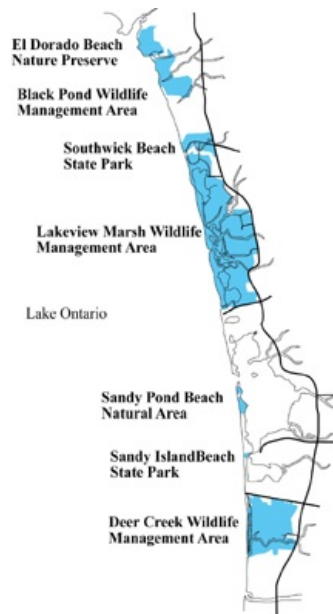 El Dorado Beach
Nature Preserve
Black Pond Wildlife
Management Area
Southwick Beach
State Park
Lakeview Marsh Wildlife
Management Area
Lake Ontario
Sandy Pond Beach
Natural Area
Sandy IslandBeach
State Park
Deer Creek Wildlife
Management Area